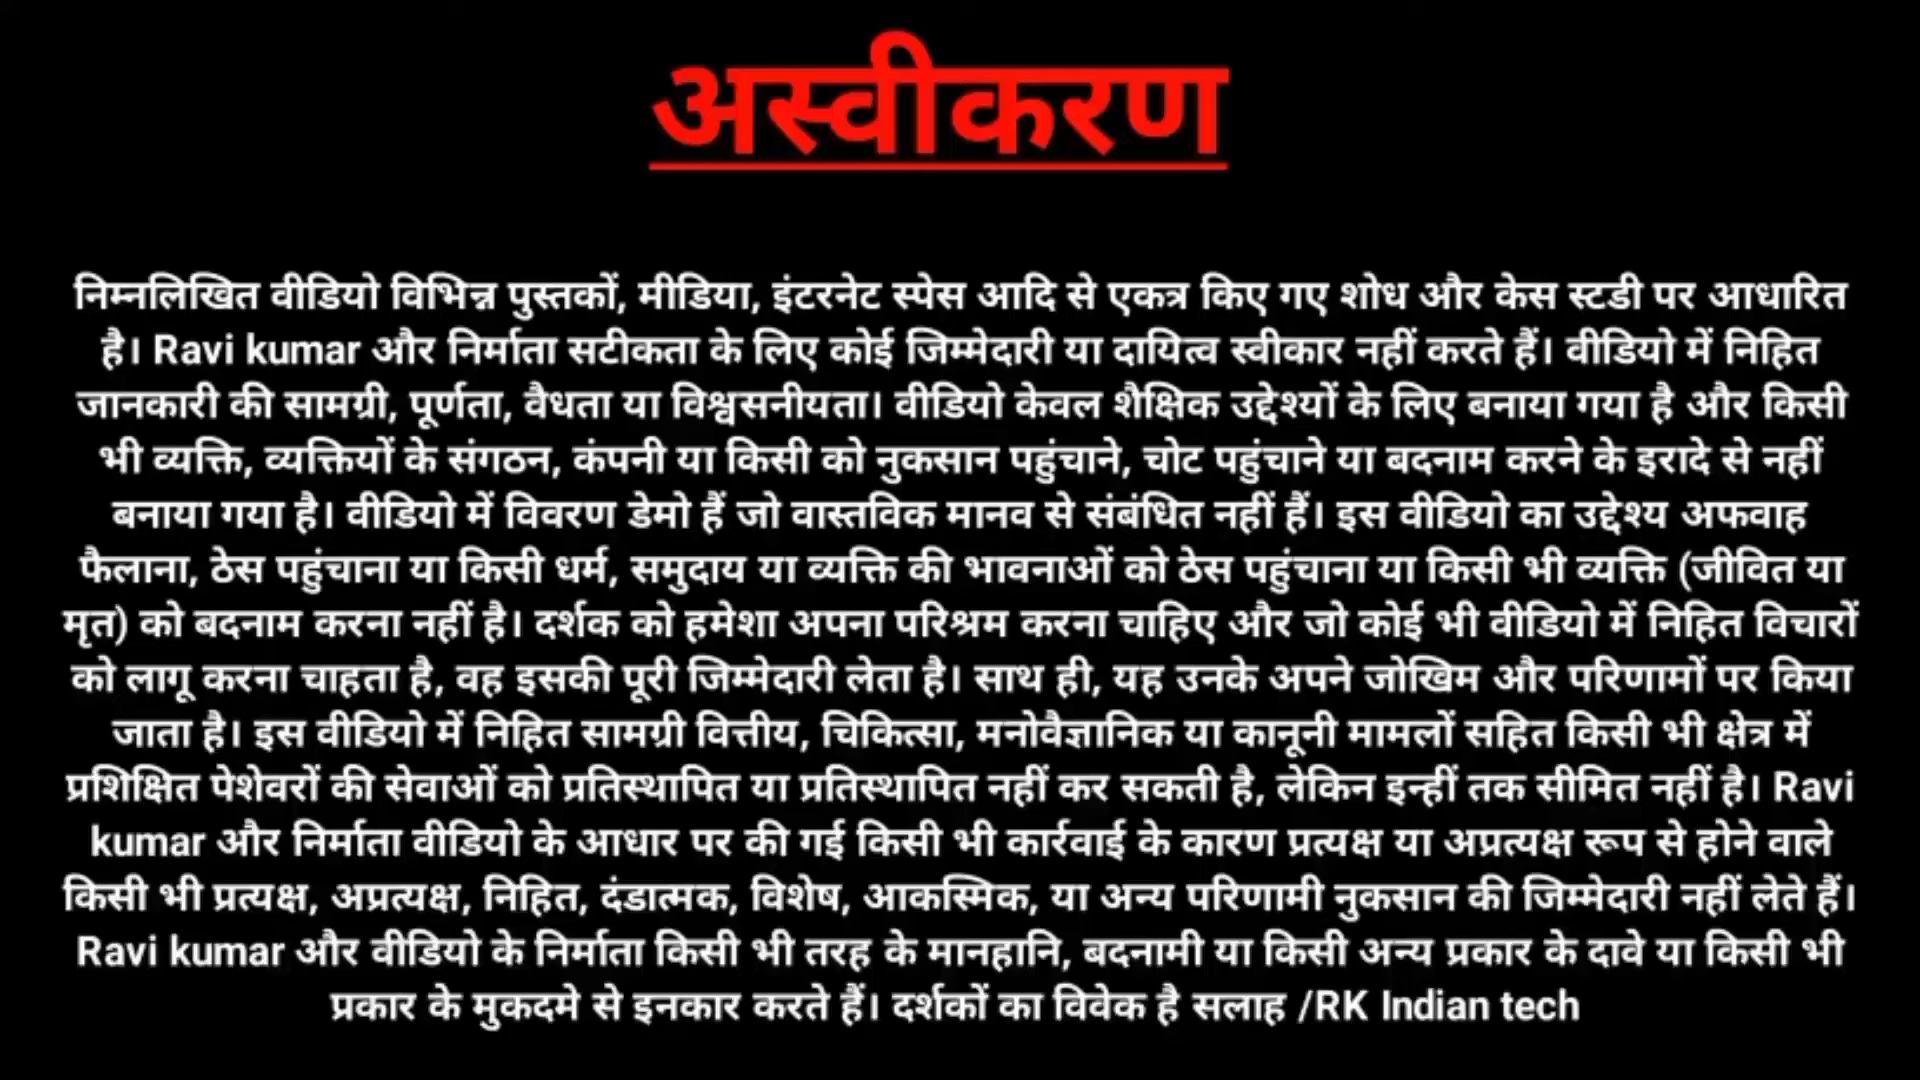 अस्वीकरण
निम्नलिखित वीडियो विभिन्न पुस्तकों, मीडिया, इंटरनेट स्पेस आदि से एकत्र किए गए शोध और केस स्टडी पर आधारित
है। Ravi kumar और निर्माता सटीकता के लिए कोई जिम्मेदारी या दायित्व स्वीकार नहीं करते हैं। वीडियो में निहित
जानकारी की सामग्री, पूर्णता, वैधता या विश्वसनीयता। वीडियो केवल शैक्षिक उद्देश्यों के लिए बनाया गया है और किसी
भी व्यक्ति, व्यक्तियों के संगठन, कंपनी या किसी को नुकसान पहुंचाने, चोट पहुंचाने या बदनाम करने के इरादे से नहीं
बनाया गया है। वीडियो में विवरण डेमो हैं जो वास्तविक मानव से संबंधित नहीं हैं। इस वीडियो का उद्देश्य अफवाह
फैलाना, ठेस पहुंचाना या किसी धर्म, समुदाय या व्यक्ति की भावनाओं को ठेस पहुंचाना या किसी भी व्यक्ति (जीवित या
मृत) को बदनाम करना नहीं है। दर्शक को हमेशा अपना परिश्रम करना चाहिए और जो कोई भी वीडियो में निहित विचारों
को लागू करना चाहता है, वह इसकी पूरी जिम्मेदारी लेता है। साथ ही, यह उनके अपने जोखिम और परिणामों पर किया
जाता है। इस वीडियो में निहित सामग्री वित्तीय, चिकित्सा, मनोवैज्ञानिक या कानूनी मामलों सहित किसी भी क्षेत्र में
प्रशिक्षित पेशेवरों की सेवाओं को प्रतिस्थापित या प्रतिस्थापित नहीं कर सकती है, लेकिन इन्हीं तक सीमित नहीं है। Ravi
kumar और निर्माता वीडियो के आधार पर की गई किसी भी कार्रवाई के कारण प्रत्यक्ष या अप्रत्यक्ष रूप से होने वाले
किसी भी प्रत्यक्ष, अप्रत्यक्ष, निहित, दंडात्मक, विशेष, आकस्मिक, या अन्य परिणामी नुकसान की जिम्मेदारी नहीं लेते हैं।
Ravi kumar और वीडियो के निर्माता किसी भी तरह के मानहानि, बदनामी या किसी अन्य प्रकार के दावे या किसी भी
प्रकार के मुकदमे से इनकार करते हैं। दर्शकों का विवेक है सलाह /RK Indian tech